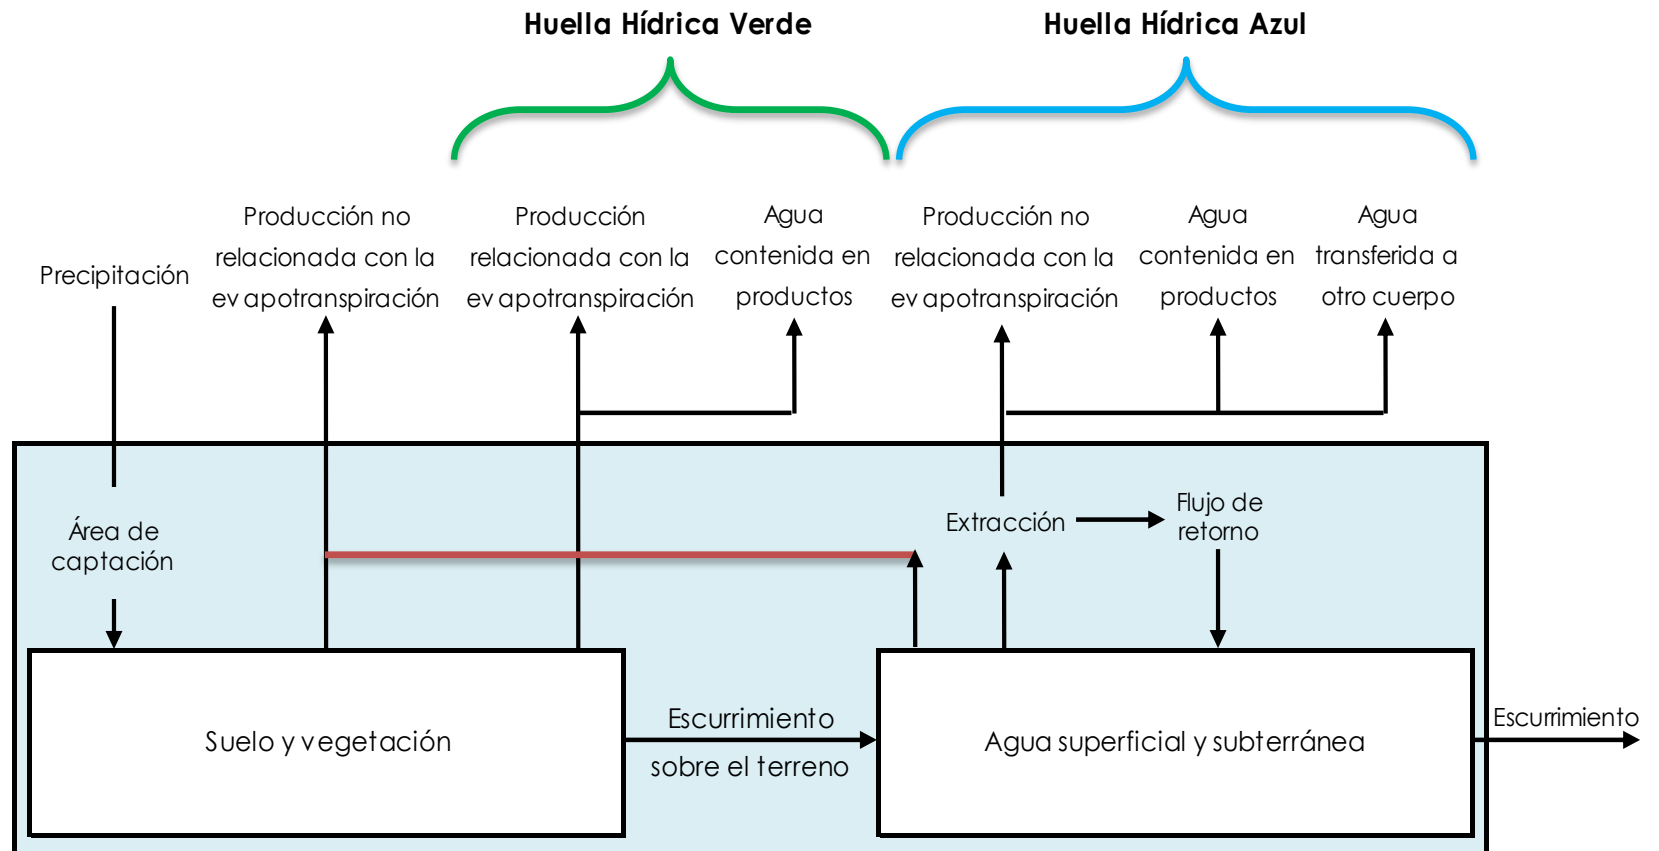 Huella Hídrica Verde
Huella Hídrica Azul
Precipitación
Producción no
relacionada con la
evapotranspiración
Producción
relacionada con la
evapotranspiración
Agua
contenida en
productos
Producción no
relacionada con la
evapotranspiración
Agua
contenida en
productos
Agua
transferida a
otro cuerpo
Área de
captación
Extracción
Flujo de
retorno
Suelo y vegetación
Escurrimiento
sobre el terreno
Agua superficial y subterránea
Escurrimiento